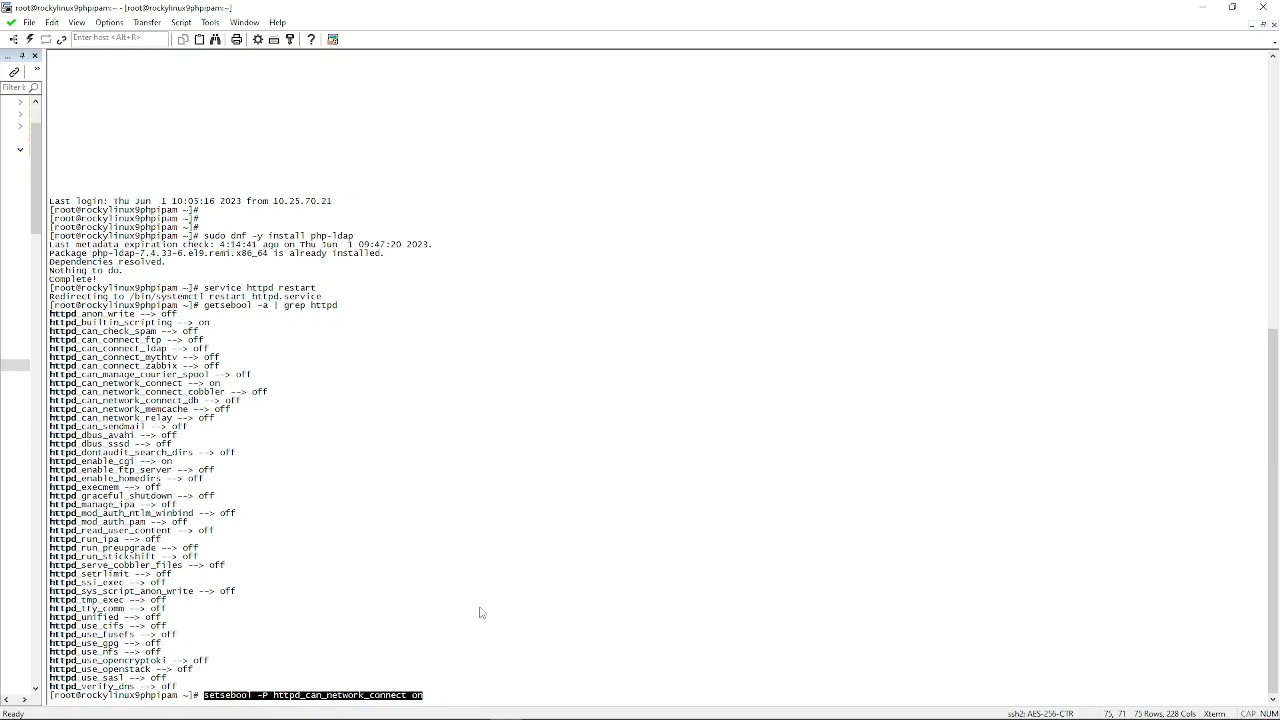 root@rockylinux9phpipam:~ - [root@rockylinux9phpipam:~]
File Edit View Options Transfer Script Tools Window Help
Enter host <Alt+R>
Filter
Last login: Thu Jun  1 10:05:16 2023 from 10.25.70.21
[root@rockylinux9phpipam ~]#
[root@rockylinux9phpipam ~]#
[root@rockylinux9phpipam ~]#
[root@rockylinux9phpipam ~]# sudo dnf -y install php-ldap
Last metadata expiration check: 4:14:41 ago on Thu Jun  1 09:47:20 2023.
Package php-ldap-7.4.33-6.el9.remi.x86_64 is already installed.
Dependencies resolved.
Nothing to do.
Complete!
[root@rockylinux9phpipam ~]# service httpd restart
Redirecting to /bin/systemctl restart httpd.service
[root@rockylinux9phpipam ~]# getsebool -a | grep httpd
httpd_anon_write --> off
httpd_builtin_scripting --> on
httpd_can_check_spam --> off
httpd_can_connect_ftp --> off
httpd_can_connect_ldap --> off
httpd_can_connect_mythtv --> off
httpd_can_connect_zabbix --> off
httpd_can_manage_courier_spool --> off
httpd_can_network_connect --> on
httpd_can_network_connect_cobbler --> off
httpd_can_network_connect_db --> off
httpd_can_network_memcache --> off
httpd_can_network_relay --> off
httpd_can_sendmail --> off
httpd_dbus_avahi --> off
httpd_dbus_sssd --> off
httpd_dontaudit_search_dirs --> off
httpd_enable_cgi --> on
httpd_enable_ftp_server --> off
httpd_enable_homedirs --> off
httpd_execmem --> off
httpd_graceful_shutdown --> off
httpd_manage_ipa --> off
httpd_mod_auth_ntlm_winbind --> off
httpd_mod_auth_pam --> off
httpd_read_user_content --> off
httpd_run_ipa --> off
httpd_run_preupgrade --> off
httpd_run_stickshift --> off
httpd_serve_cobbler_files --> off
httpd_setrlimit --> off
httpd_ssi_exec --> off
httpd_sys_script_anon_write --> off
httpd_tmp_exec --> off
httpd_tty_comm --> off
httpd_unified --> off
httpd_use_cifs --> off
httpd_use_fusefs --> off
httpd_use_gpg --> off
httpd_use_nfs --> off
httpd_use_opencryptoki --> off
httpd_use_openstack --> off
httpd_use_sasl --> off
httpd_verify_dns --> off
[root@rockylinux9phpipam ~]# setsebool -P httpd_can_network_connect on
Ready ssh2: AES-256-CTR 75, 71 75 Rows, 228 Cols Xterm CAP NUM